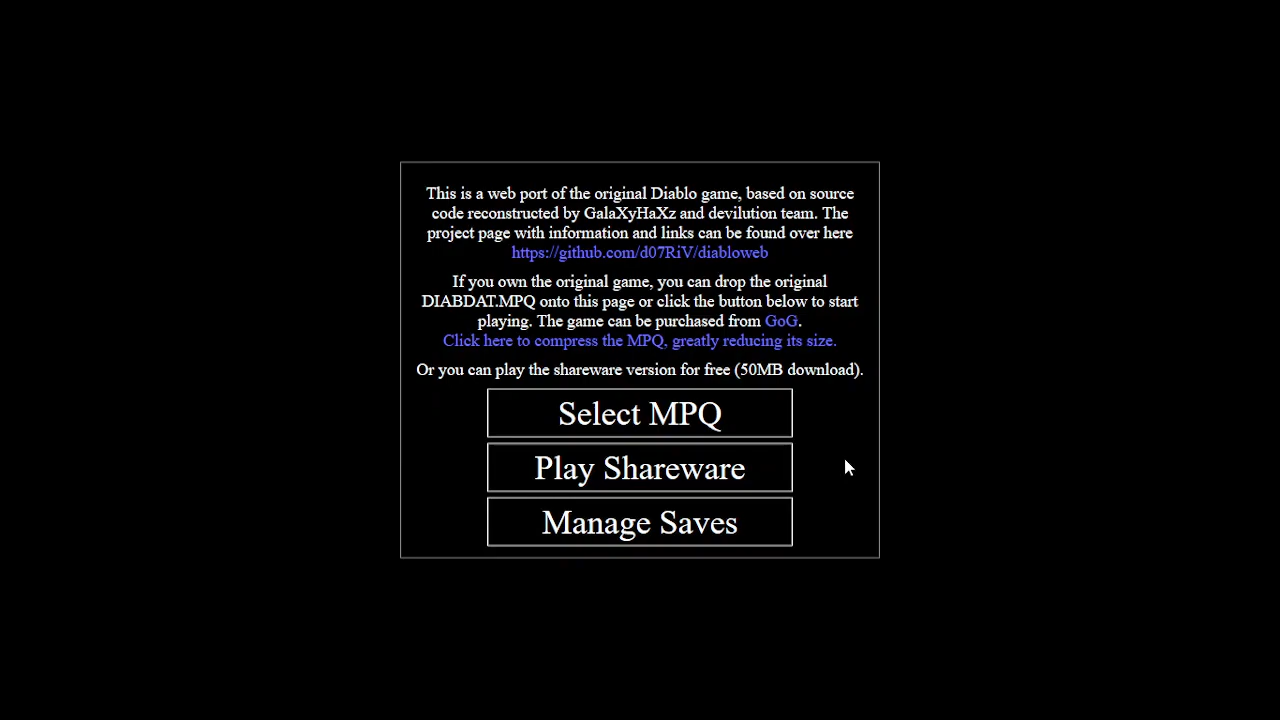 This is a web port of the original Diablo game, based on source
code reconstructed by GalaXyHaXz and devilution team. The
project page with information and links can be found over here
https://github.com/d07RiV/diabloweb
If you own the original game, you can drop the original
DIABDAT.MPQ onto this page or click the button below to start
playing. The game can be purchased from GoG.
Click here to compress the MPQ, greatly reducing its size.
Or you can play the shareware version for free (50MB download).
Select MPQ
Play Shareware
Manage Saves